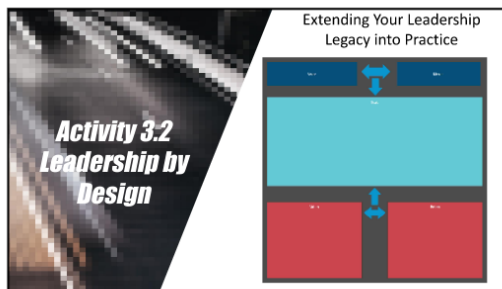 Extending Your Leadership
Legacy into Practice
Activity 3.2
Leadership by
Design